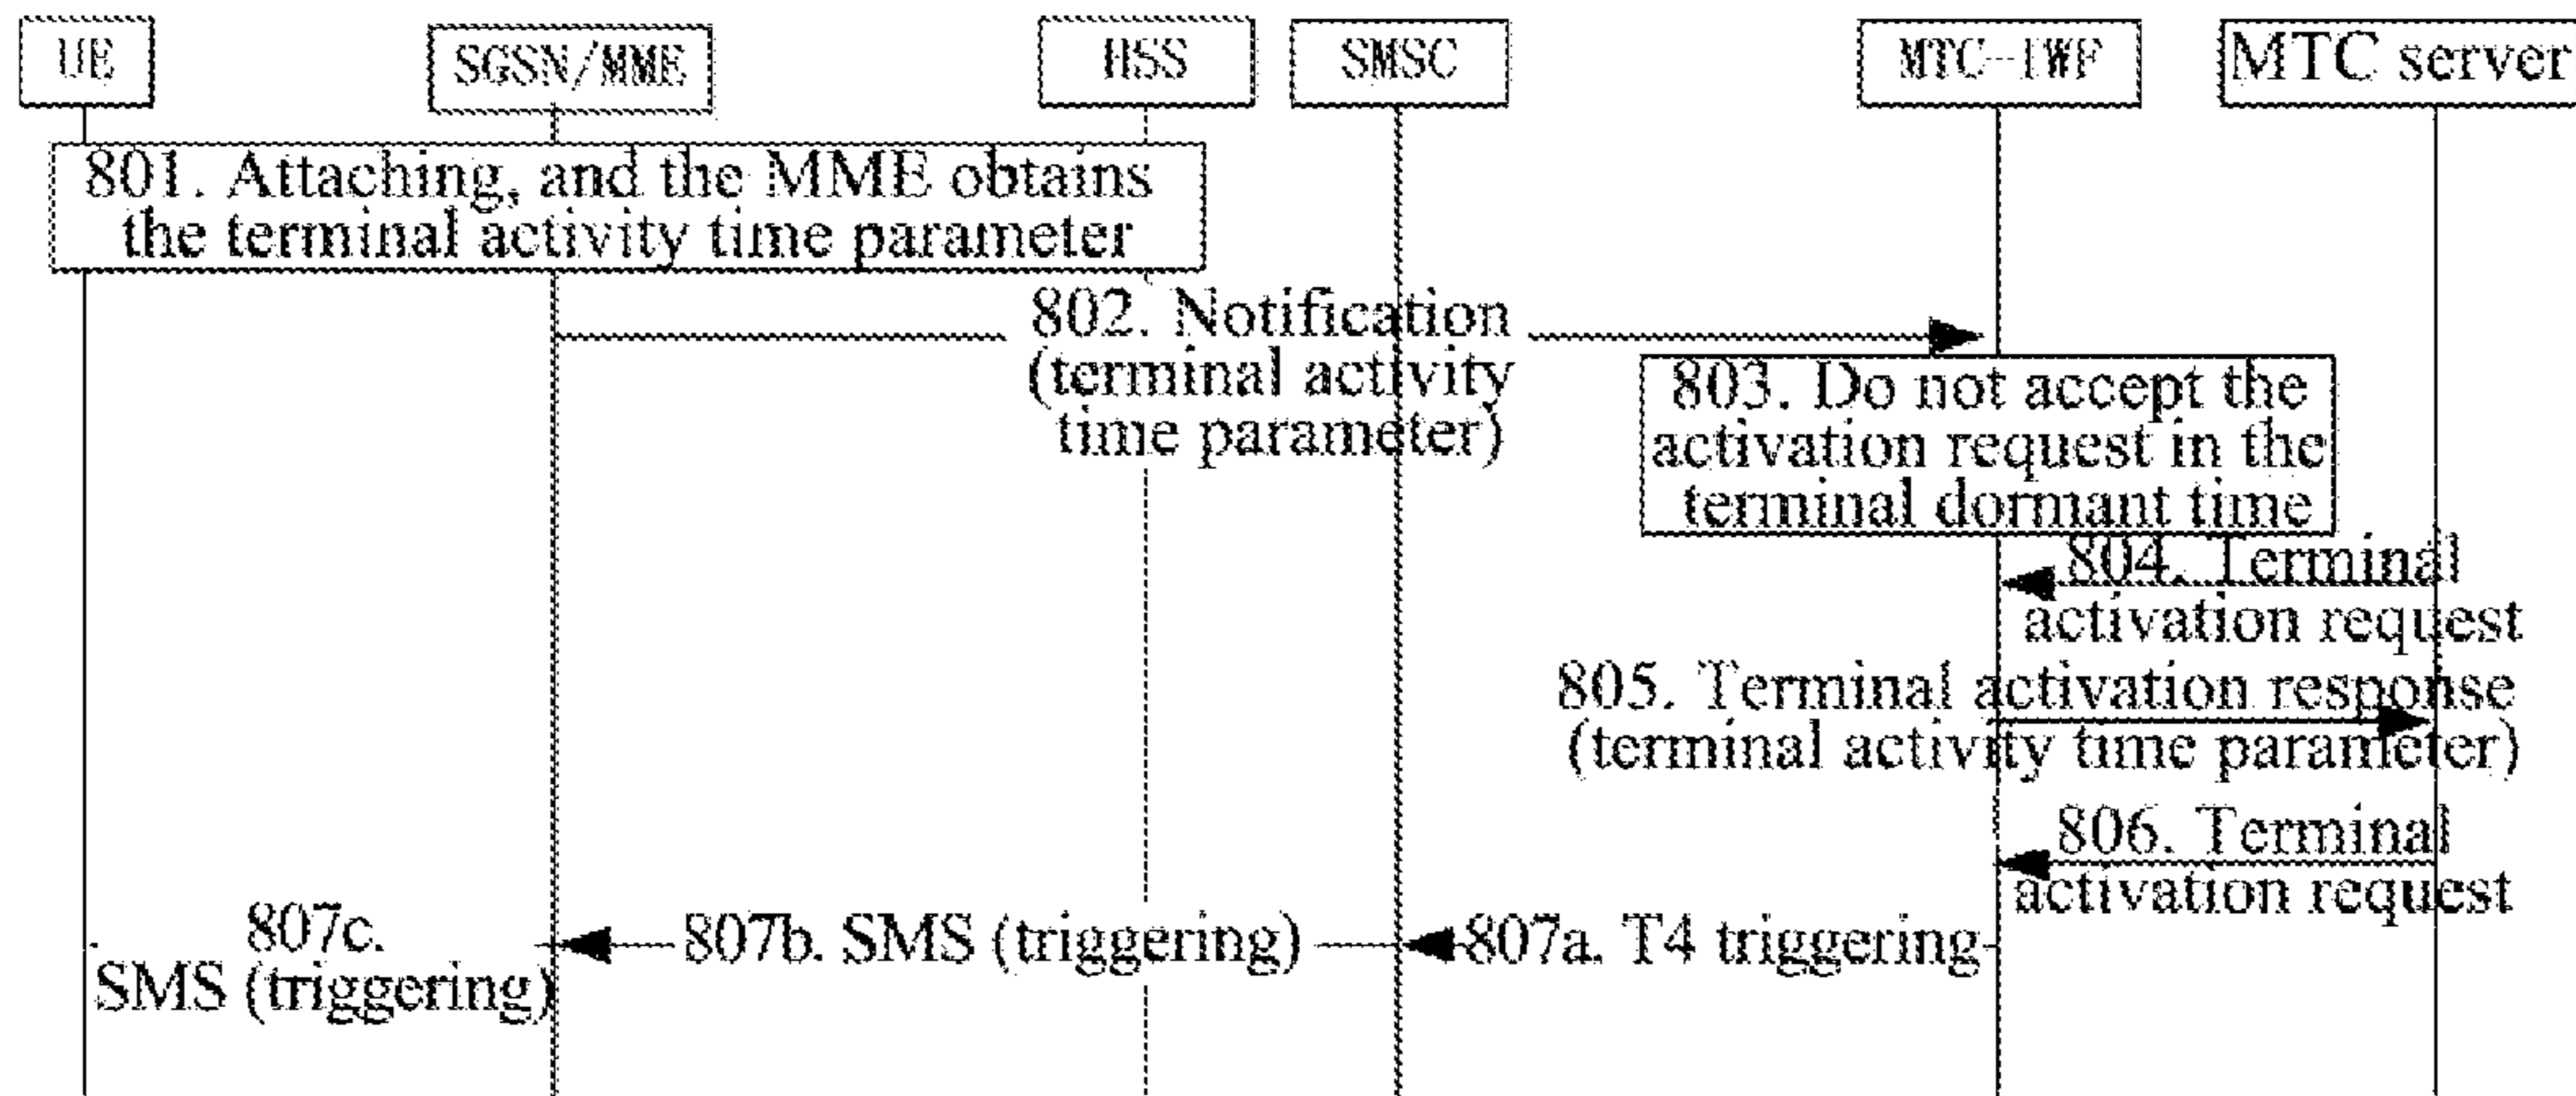 UE
SGSN/MME
HSS
SMSC
MTC-IWF
MTC server
801. Attaching, and the MME obtains
the terminal activity time parameter
802. Notification
(terminal activity
time parameter)
803. Do not accept the
activation request in the
terminal dormant time
804. Terminal
activation request
805. Terminal activation response
(terminal activity time parameter)
806. Terminal
activation request
807c.
SMS (triggering)
807b. SMS (triggering)
807a. T4 triggering